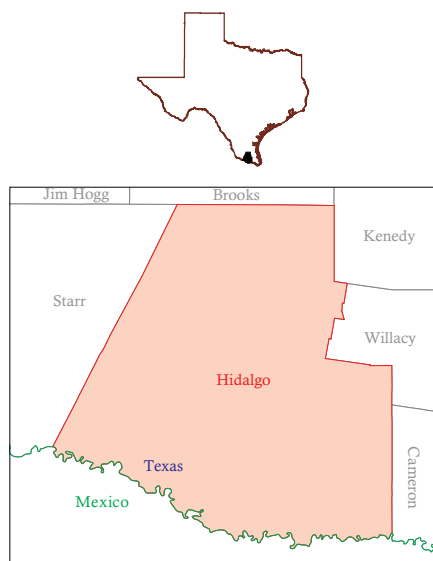 Jim Hogg
Brooks
Kenedy
Starr
Willacy
Hidalgo
Texas
Cameron
Mexico